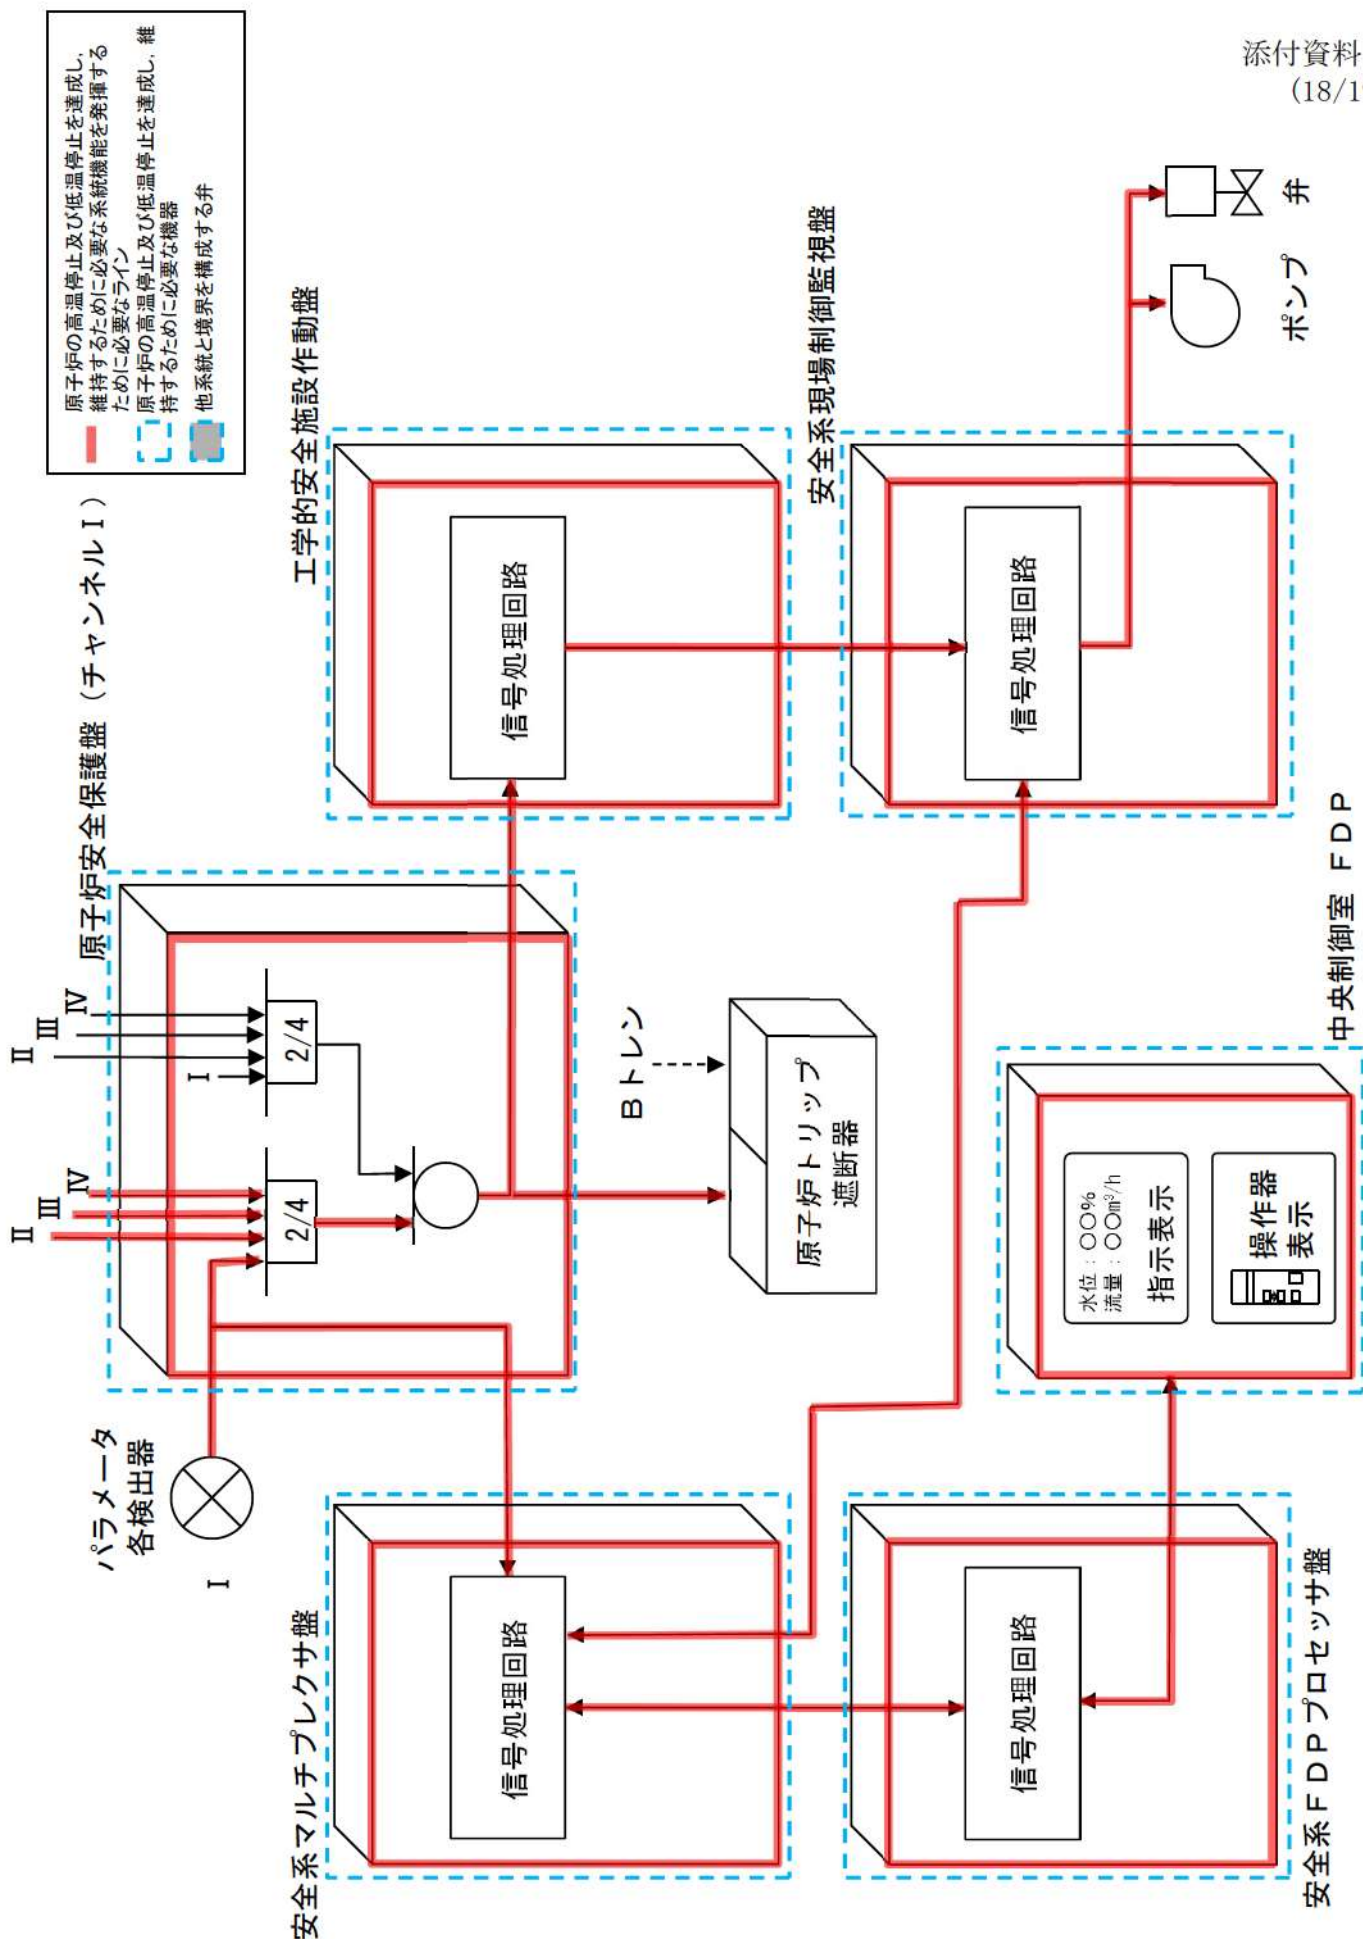 添付資料
(18/1
原子炉の高温停止及び低温停止を達成し，
維持するために必要な系統機能を発揮する
ために必要なライン
原子炉の高温停止及び低温停止を達成し，維
持するために必要な機器
他系統と境界を構成する弁
パラメータ
各検出器
Ⅰ
Ⅱ
Ⅲ
Ⅳ
Ⅱ
Ⅲ
Ⅳ
Ⅰ
2/4
2/4
原子炉安全保護盤（チャンネルⅠ）
工学的安全施設作動盤
信号処理回路
安全系マルチプレクサ盤
信号処理回路
Ｂトレン
原子炉トリップ
遮断器
安全系現場制御監視盤
信号処理回路
ポンプ
弁
安全系ＦＤＰプロセッサ盤
信号処理回路
水位：○○%
流量：○○m³/h
指示表示
操作器
表示
中央制御室 ＦＤＰ